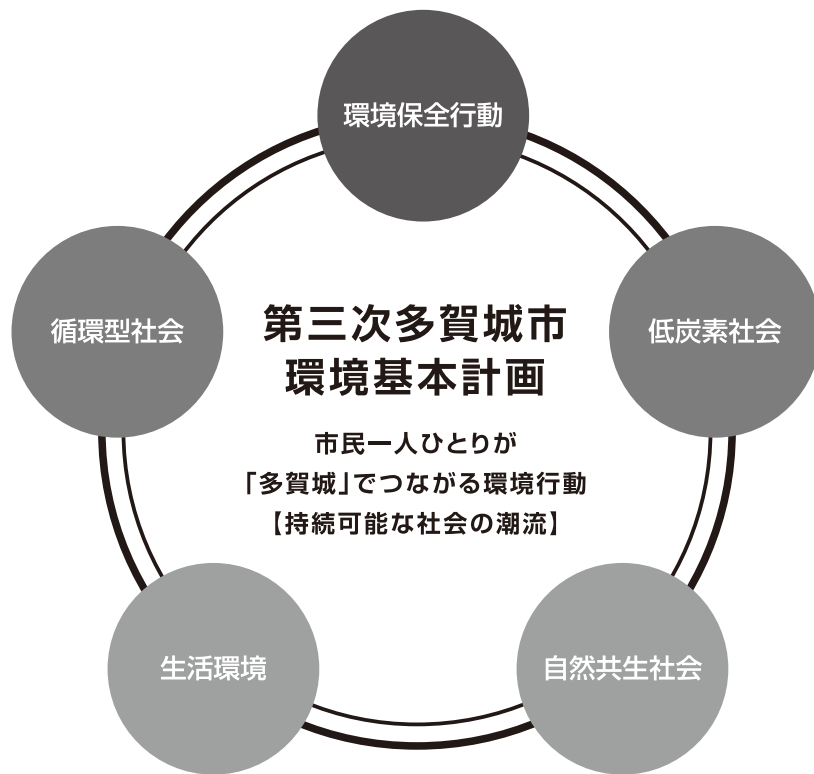 環境保全行動
循環型社会
低炭素社会
第三次多賀城市
環境基本計画
市民一人ひとりが
「多賀城」でつながる環境行動
【持続可能な社会の潮流】
生活環境
自然共生社会